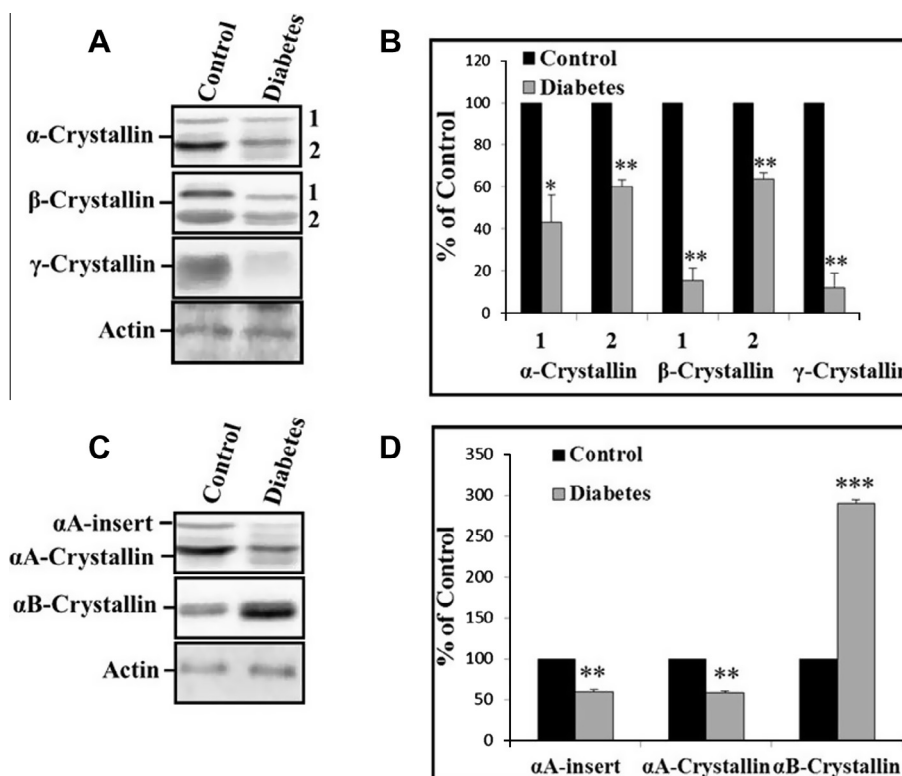 A
Control
Diabetes
α-Crystallin
1
2
β-Crystallin
1
2
γ-Crystallin
Actin
B
% of Control
120
100
80
60
40
20
0
Control
Diabetes
*
**
**
**
**
1 2 1 2
α-Crystallin β-Crystallin γ-Crystallin
C
Control
Diabetes
αA-insert
αA-Crystallin
αB-Crystallin
Actin
D
% of Control
350
300
250
200
150
100
50
0
Control
Diabetes
**
**
***
αA-insert αA-Crystallin αB-Crystallin